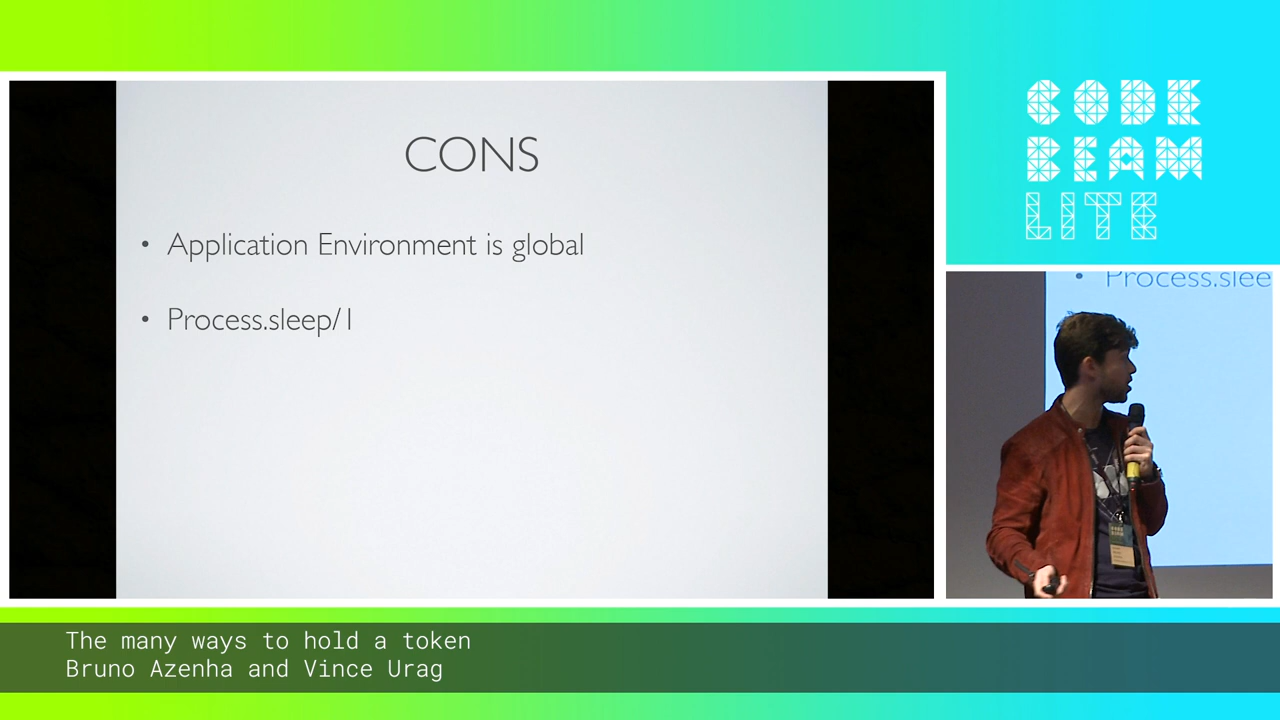 CODE
BEAM
LITE
CONS
• Application Environment is global
• Process.sleep/1
• Process.slee
The many ways to hold a token
Bruno Azenha and Vince Urag